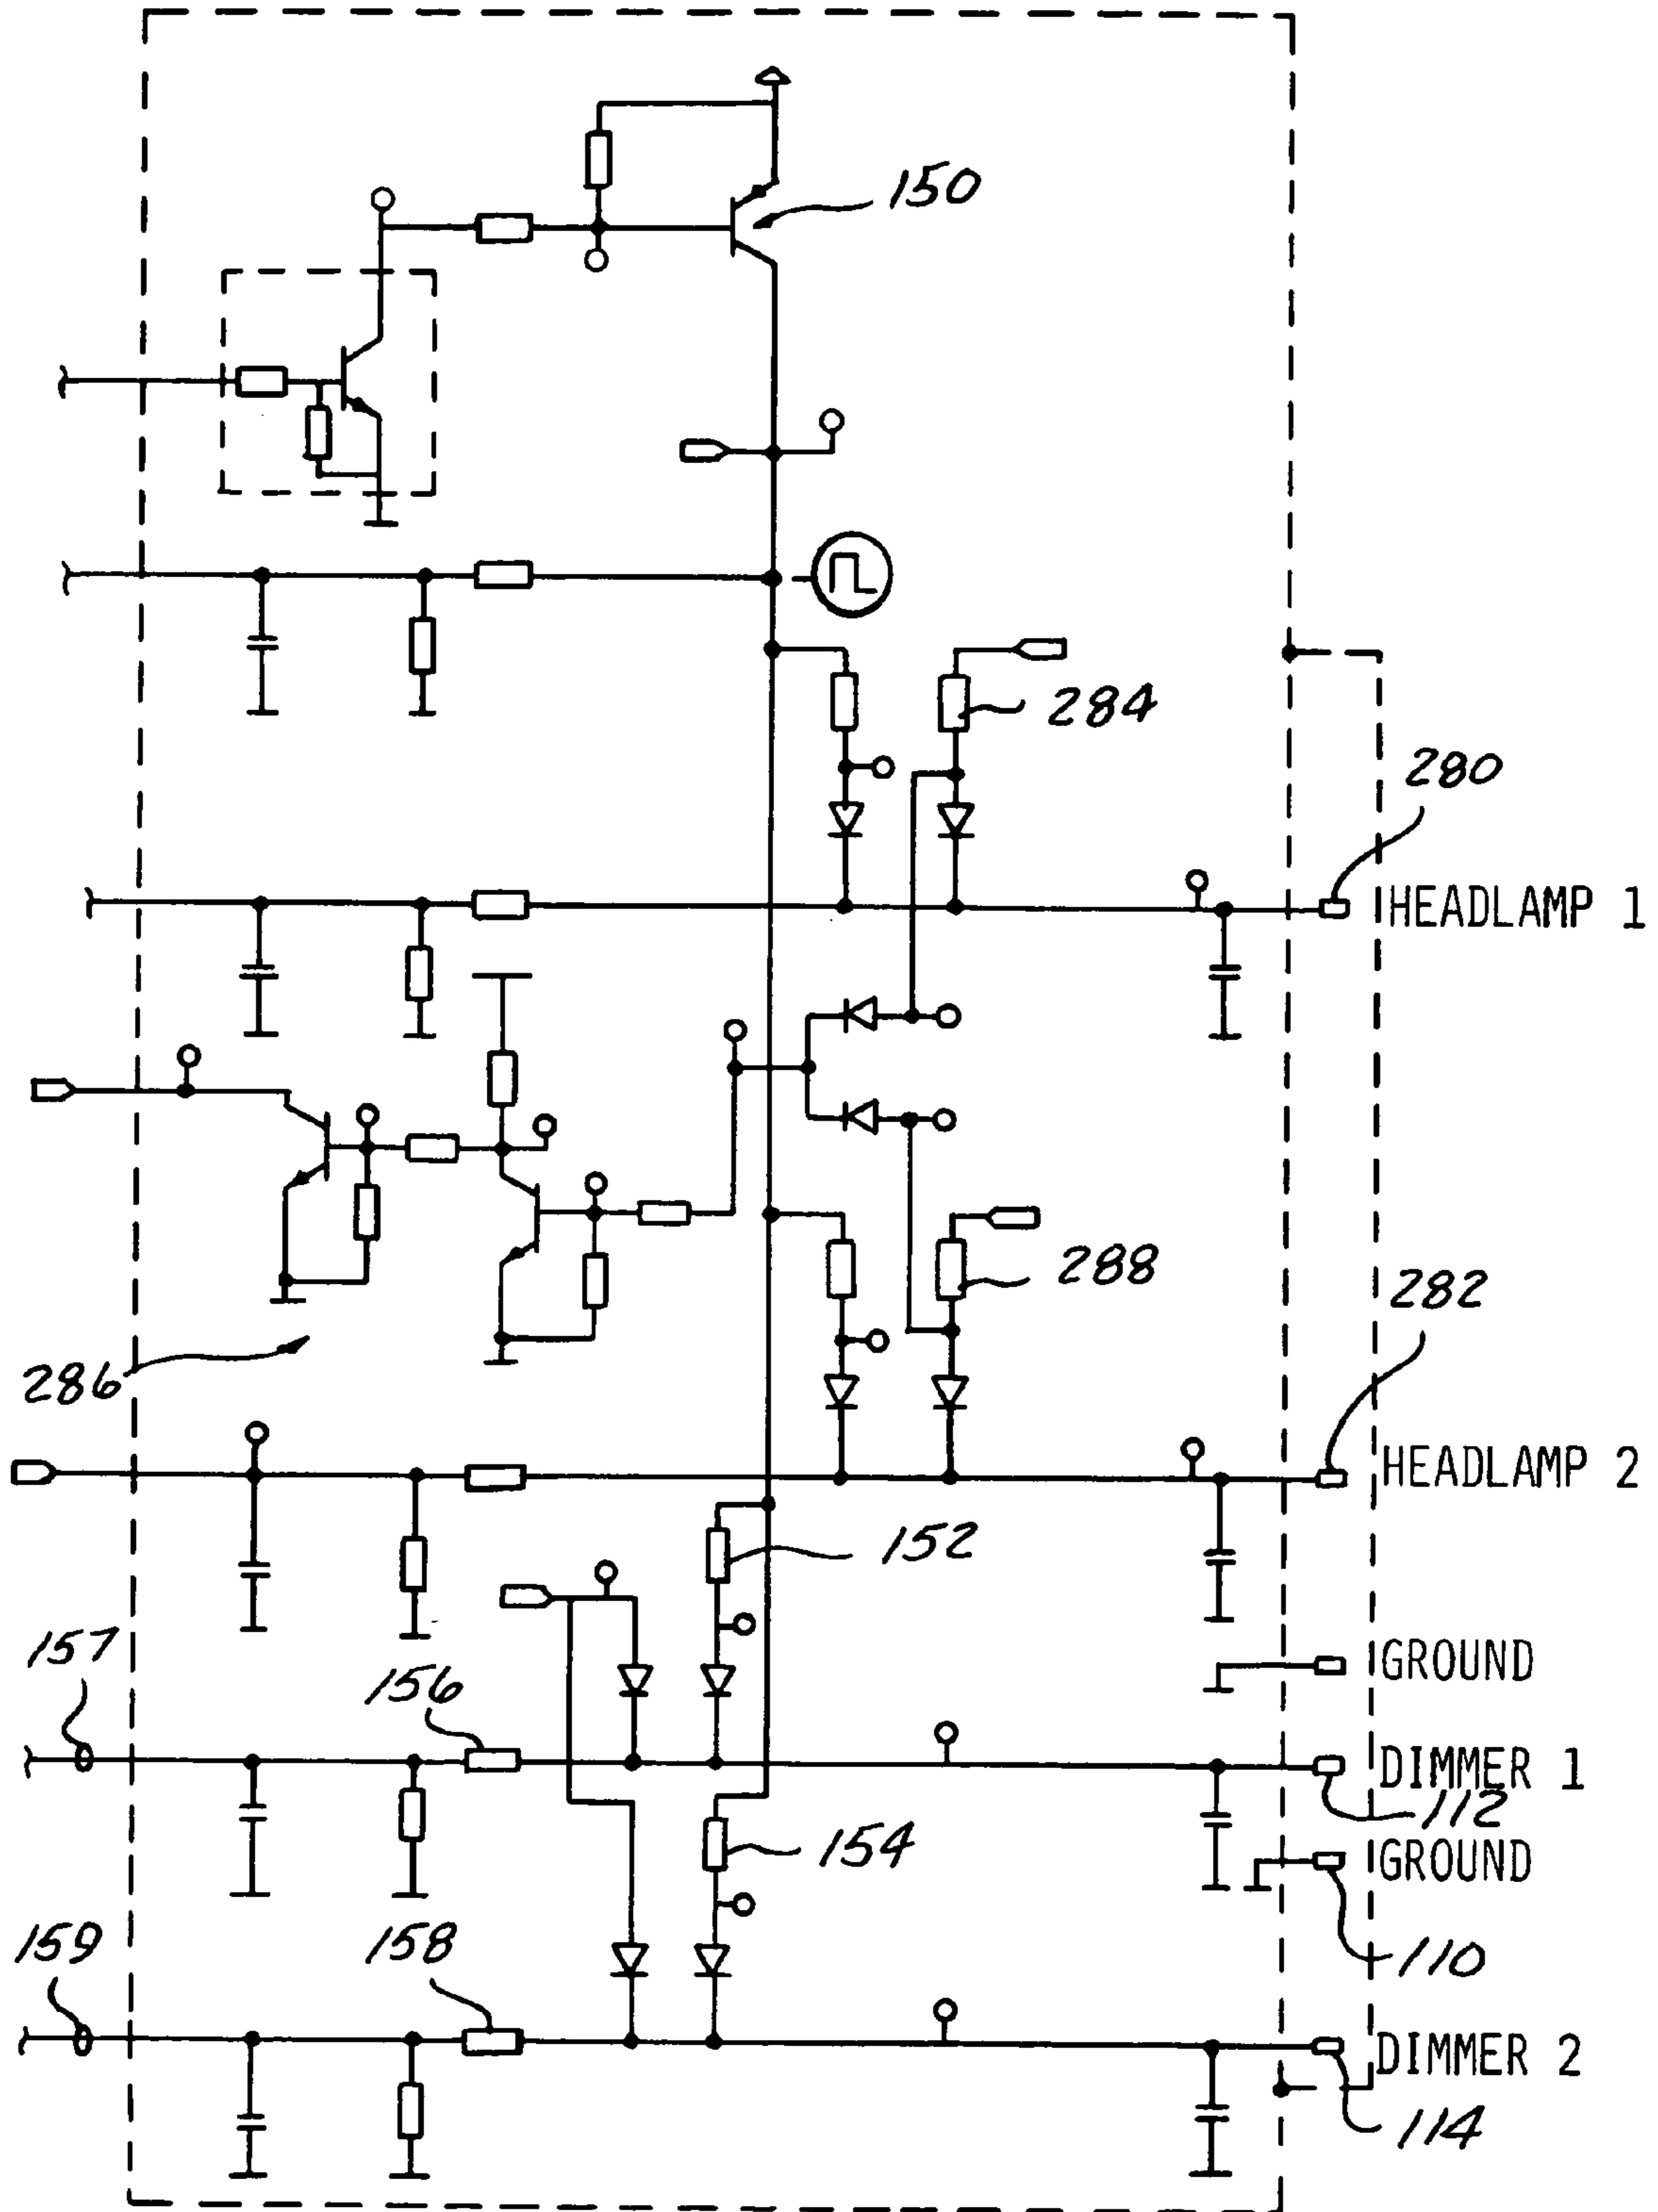 150
284
280
HEADLAMP 1
288
282
286
HEADLAMP 2
152
157
GROUND
156
DIMMER 1
112
154
GROUND
159
158
110
DIMMER 2
114